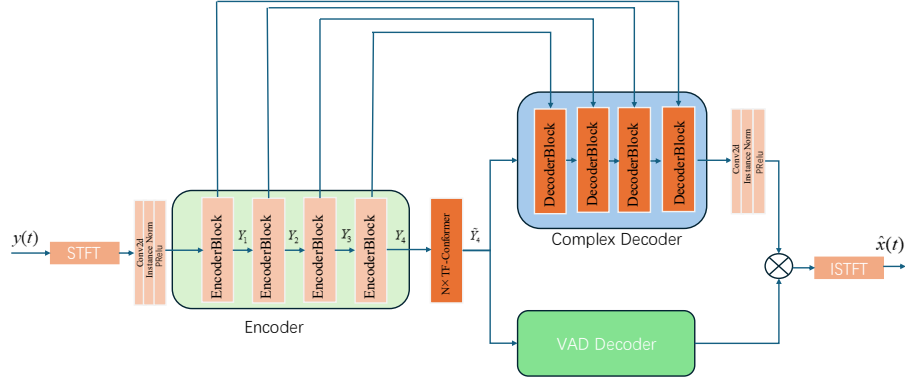 y(t)
STFT
Conv2d
Instance Norm
PRelu
EncoderBlock
Y₁
EncoderBlock
Y₂
EncoderBlock
Y₃
EncoderBlock
Y₄
Encoder
N× TF-Conformer
Ỹ₄
DecoderBlock
DecoderBlock
DecoderBlock
DecoderBlock
Complex Decoder
Conv2d
Instance Norm
PRelu
VAD Decoder
ISTFT
x̂(t)